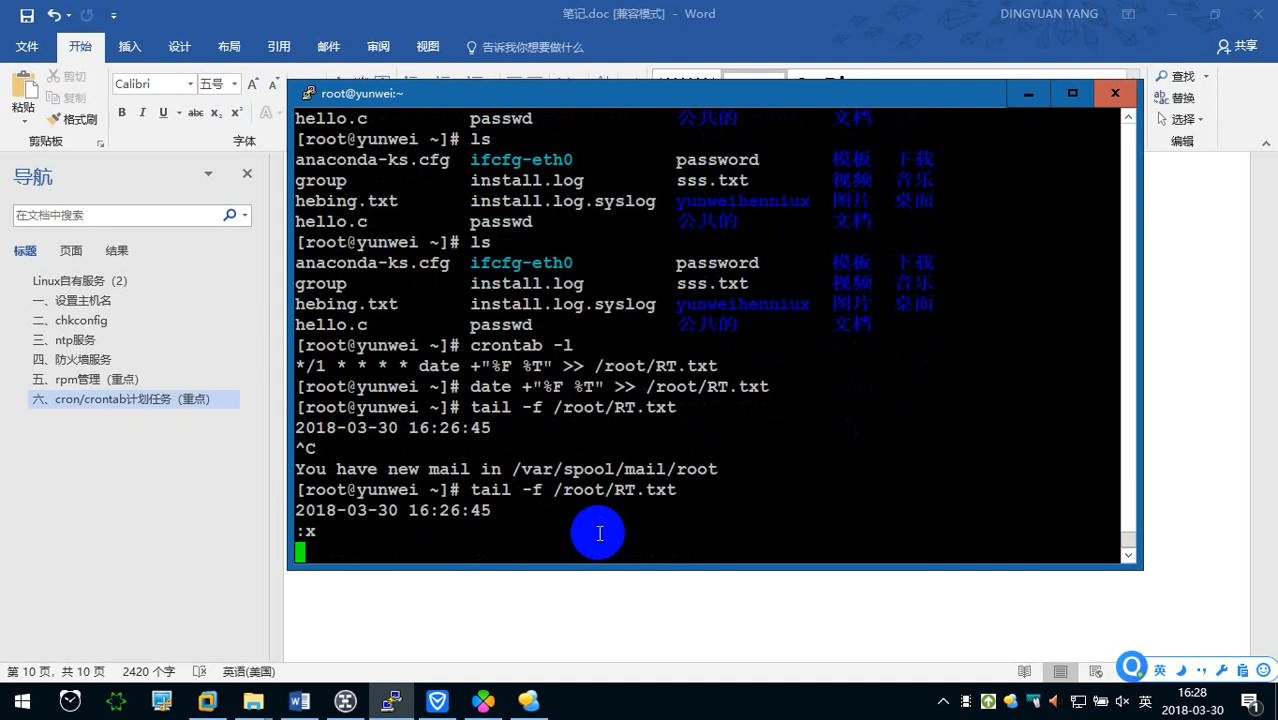 笔记.doc [兼容模式] - Word
DINGYUAN YANG
文件 开始 插入 设计 布局 引用 邮件 审阅 视图 告诉我你想要做什么 共享
粘贴 剪切 复制 格式刷
剪贴板
Calibri 五号
B I U abc X₂ X²
字体
查找
替换
选择
编辑
导航
在文档中搜索
标题 页面 结果
Linux自有服务（2）
一、设置主机名
二、chkconfig
三、ntp服务
四、防火墙服务
五、rpm管理（重点）
六、cron/crontab计划任务（重点）
root@yunwei:~
hello.c passwd 公共的 文档
[root@yunwei ~]# ls
anaconda-ks.cfg ifcfg-eth0 password 模板 下载
group install.log sss.txt 视频 音乐
hebing.txt install.log.syslog yunweihenniux 图片 桌面
hello.c passwd 公共的 文档
[root@yunwei ~]# ls
anaconda-ks.cfg ifcfg-eth0 password 模板 下载
group install.log sss.txt 视频 音乐
hebing.txt install.log.syslog yunweihenniux 图片 桌面
hello.c passwd 公共的 文档
[root@yunwei ~]# crontab -l
*/1 * * * * date +"%F %T" >> /root/RT.txt
[root@yunwei ~]# date +"%F %T" >> /root/RT.txt
[root@yunwei ~]# tail -f /root/RT.txt
2018-03-30 16:26:45
^C
You have new mail in /var/spool/mail/root
[root@yunwei ~]# tail -f /root/RT.txt
2018-03-30 16:26:45
:x
第 10 页，共 10 页 2420 个字 英语(美国)
英
英 16:28
2018-03-30
1